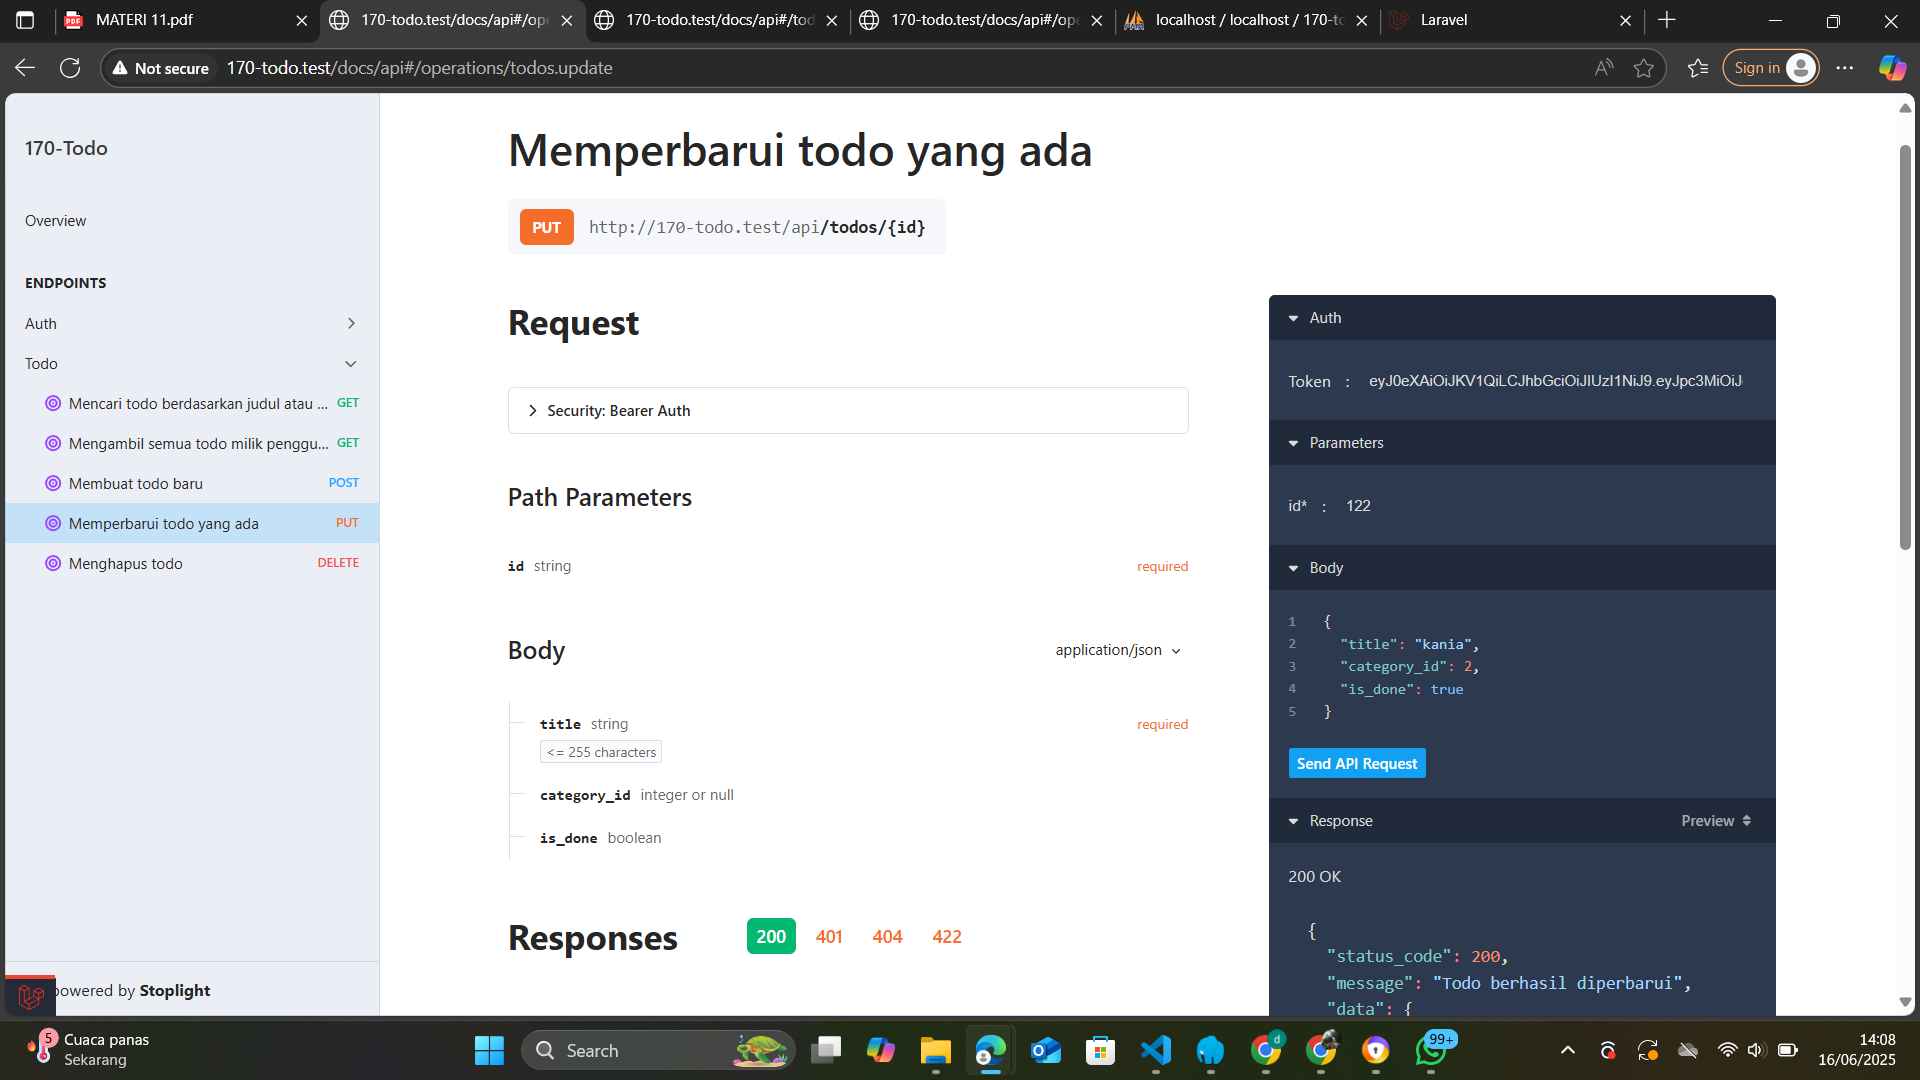 MATERI 11.pdf
170-todo.test/docs/api#/ope
170-todo.test/docs/api#/tod
170-todo.test/docs/api#/ope
localhost / localhost / 170-to
Laravel
Not secure
170-todo.test/docs/api#/operations/todos.update
Sign in
170-Todo
Overview
ENDPOINTS
Auth
Todo
Mencari todo berdasarkan judul atau ... GET
Mengambil semua todo milik penggu... GET
Membuat todo baru POST
Memperbarui todo yang ada PUT
Menghapus todo DELETE
powered by Stoplight
Memperbarui todo yang ada
PUT http://170-todo.test/api/todos/{id}
Request
Security: Bearer Auth
Path Parameters
id string required
Body application/json
title string required
<= 255 characters
category_id integer or null
is_done boolean
Responses 200 401 404 422
Auth
Token : eyJ0eXAiOiJKV1QiLCJhbGciOiJIUzI1NiJ9.eyJpc3MiOiJ
Parameters
id* : 122
Body
1 {
2 "title": "kania",
3 "category_id": 2,
4 "is_done": true
5 }
Send API Request
Response Preview
200 OK
{
"status_code": 200,
"message": "Todo berhasil diperbarui",
"data": {
5
Cuaca panas
Sekarang
Search
d
99+
14:08
16/06/2025